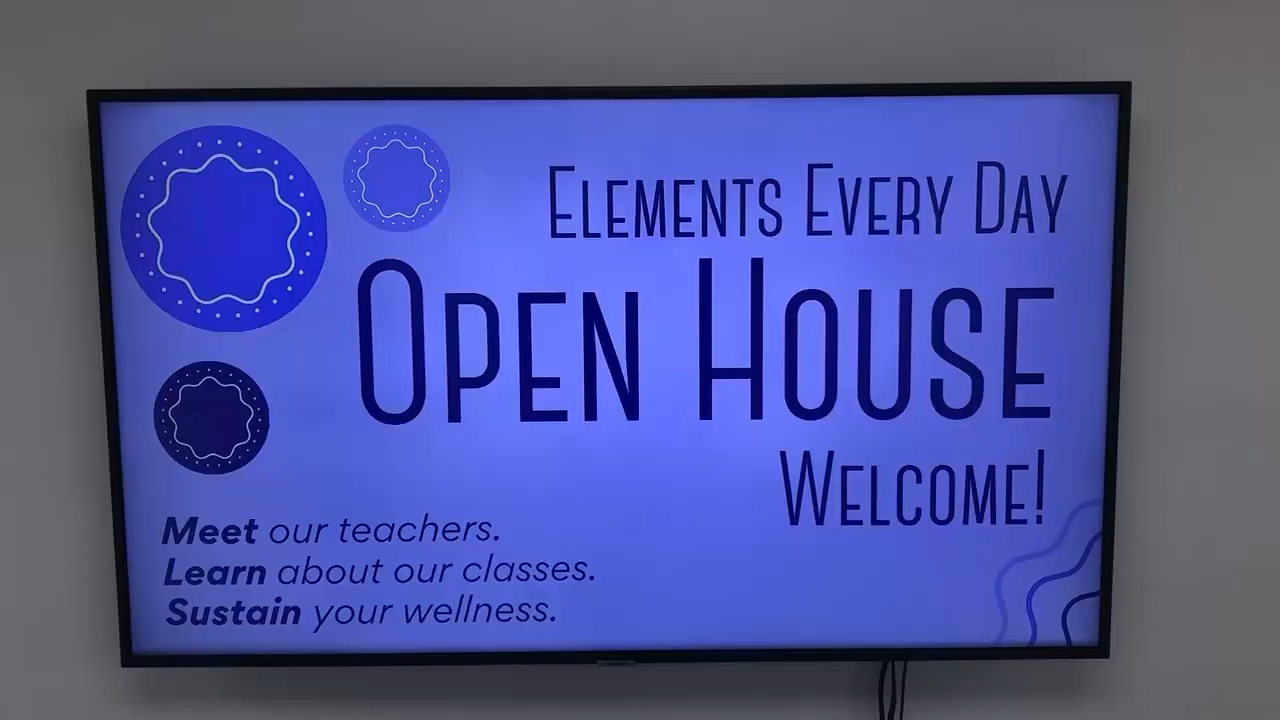 Elements Every Day
Open House
Welcome!
Meet our teachers.
Learn about our classes.
Sustain your wellness.